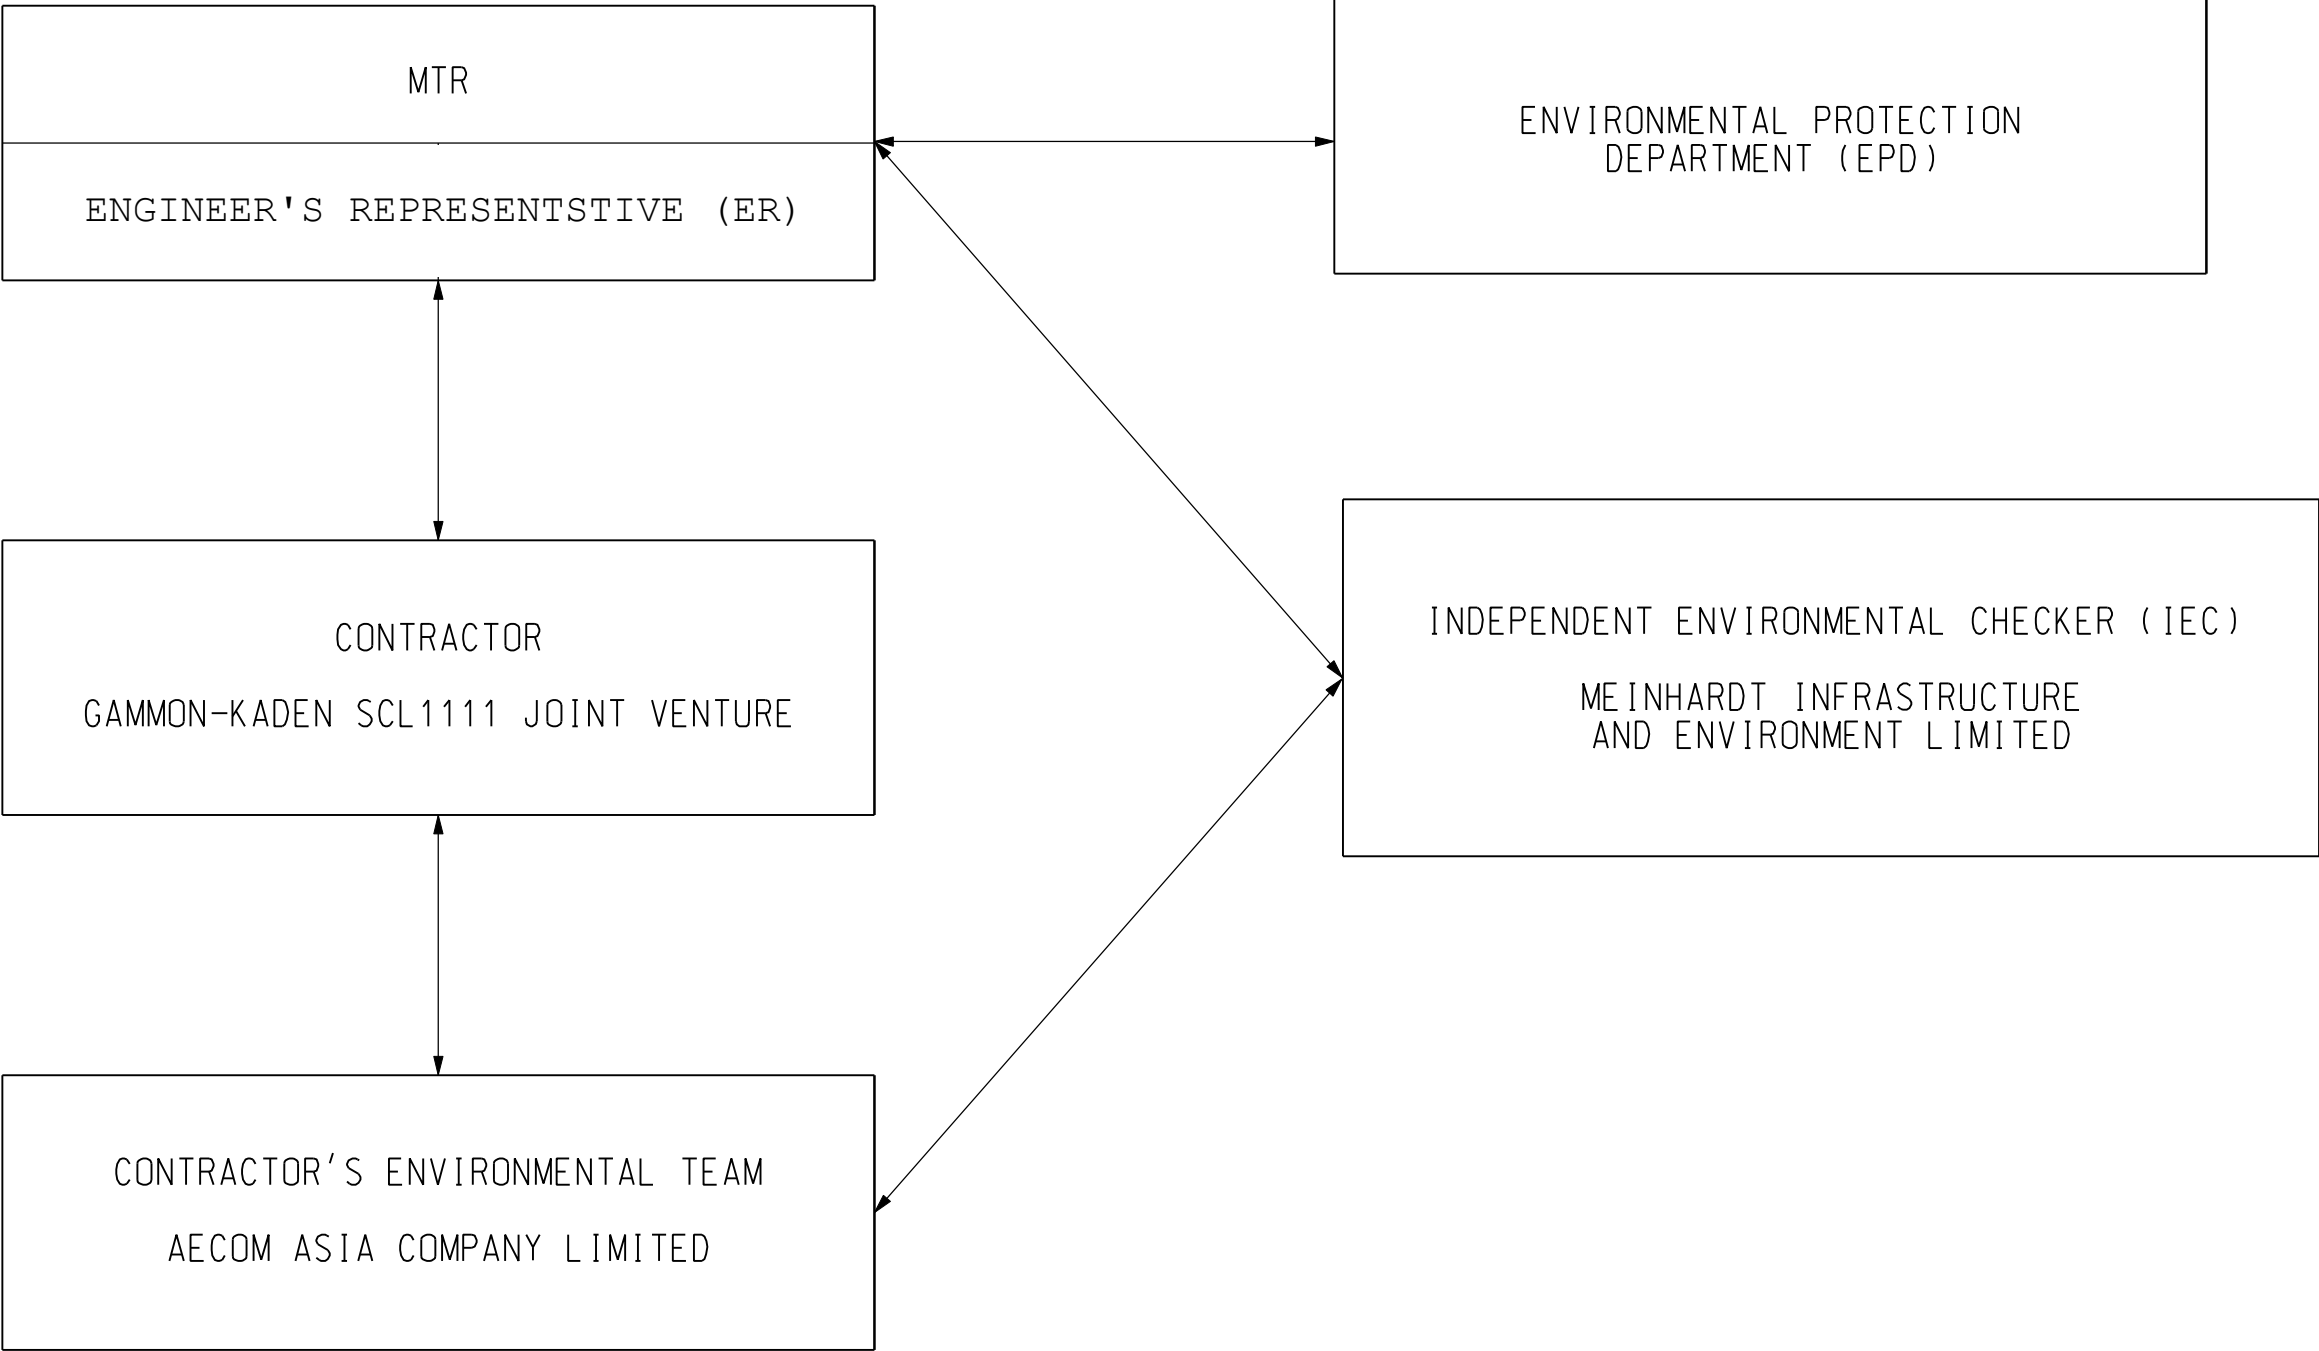 MTR
ENGINEER'S REPRESENTSTIVE (ER)
ENVIRONMENTAL PROTECTION
DEPARTMENT (EPD)
CONTRACTOR
GAMMON-KADEN SCL1111 JOINT VENTURE
INDEPENDENT ENVIRONMENTAL CHECKER (IEC)
MEINHARDT INFRASTRUCTURE
AND ENVIRONMENT LIMITED
CONTRACTOR'S ENVIRONMENTAL TEAM
AECOM ASIA COMPANY LIMITED